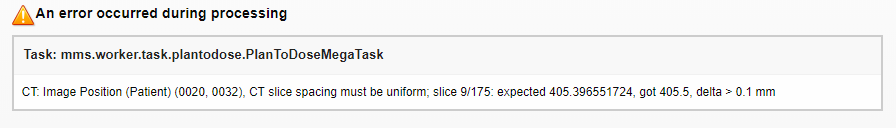 An error occurred during processing
Task: mms.worker.task.plantodose.PlanToDoseMegaTask
CT: Image Position (Patient) (0020, 0032), CT slice spacing must be uniform; slice 9/175: expected 405.396551724, got 405.5, delta > 0.1 mm